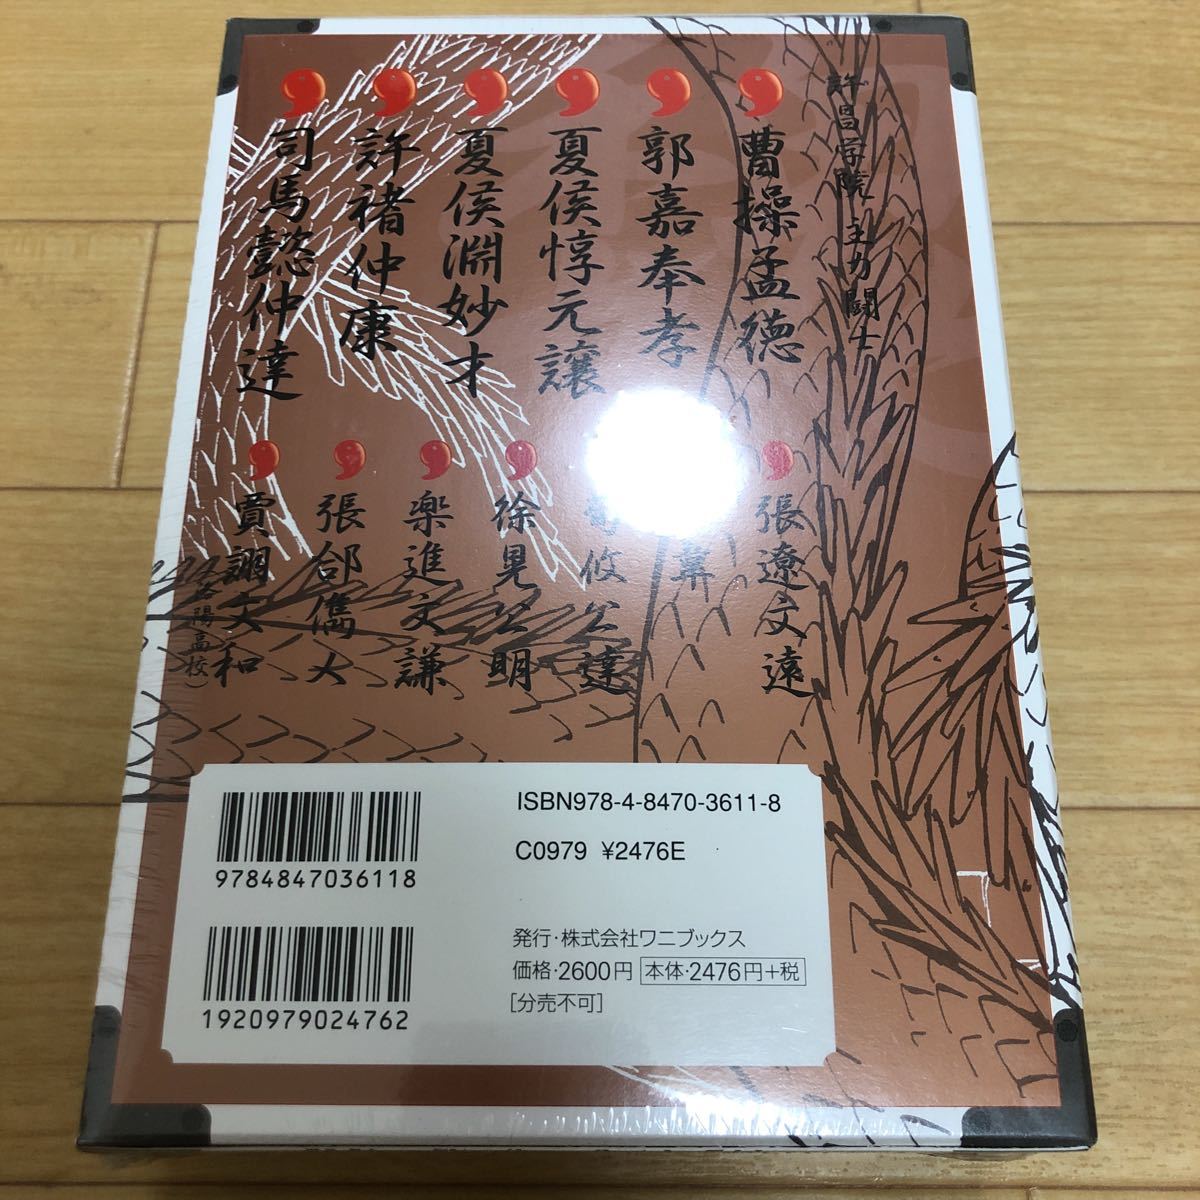 許昌学院主力闘士
曹操孟徳
郭嘉奉孝
夏侯惇元譲
夏侯淵妙才
許褚仲康
司馬懿仲達
張遼文遠
攸公達
徐晃公明
楽進文謙
張郃儁乂
賈詡文和
洛陽高校)
ISBN978-4-8470-3611-8
C0979 ¥2476E
9784847036118
発行・株式会社ワニブックス
価格・2600円 本体・2476円+税
[分売不可]
1920979024762